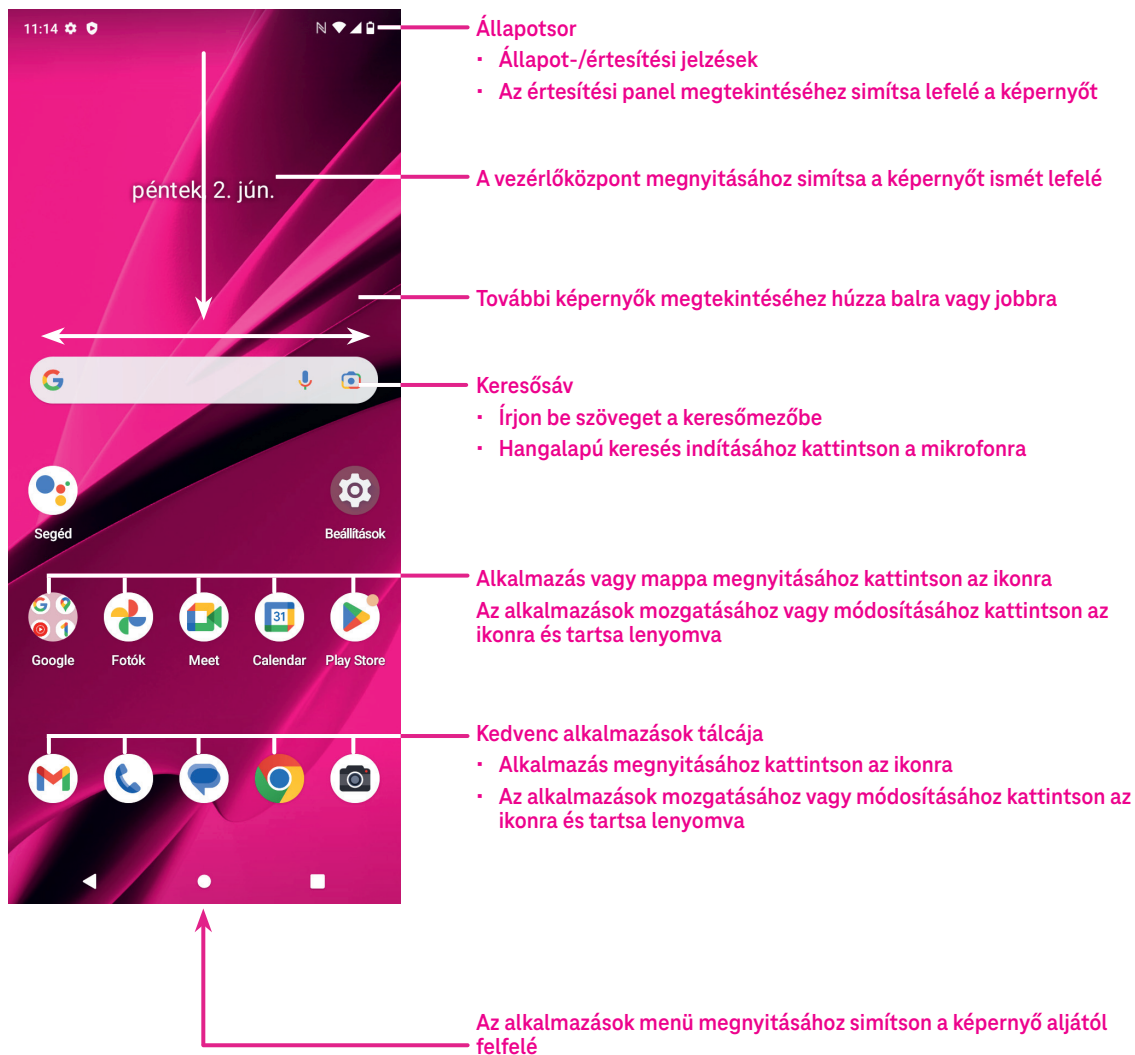 11:14
Állapotsor
· Állapot-/értesítési jelzések
· Az értesítési panel megtekintéséhez simítsa lefelé a képernyőt
péntek, 2. jún.
A vezérlőközpont megnyitásához simítsa a képernyőt ismét lefelé
További képernyők megtekintéséhez húzza balra vagy jobbra
Keresősáv
· Írjon be szöveget a keresőmezőbe
· Hangalapú keresés indításához kattintson a mikrofonra
Segéd
Beállítások
Alkalmazás vagy mappa megnyitásához kattintson az ikonra
Az alkalmazások mozgatásához vagy módosításához kattintson az
ikonra és tartsa lenyomva
31
Google
Fotók
Meet
Calendar
Play Store
Kedvenc alkalmazások tálcája
· Alkalmazás megnyitásához kattintson az ikonra
· Az alkalmazások mozgatásához vagy módosításához kattintson az
ikonra és tartsa lenyomva
Az alkalmazások menü megnyitásához simítson a képernyő aljától
felfelé